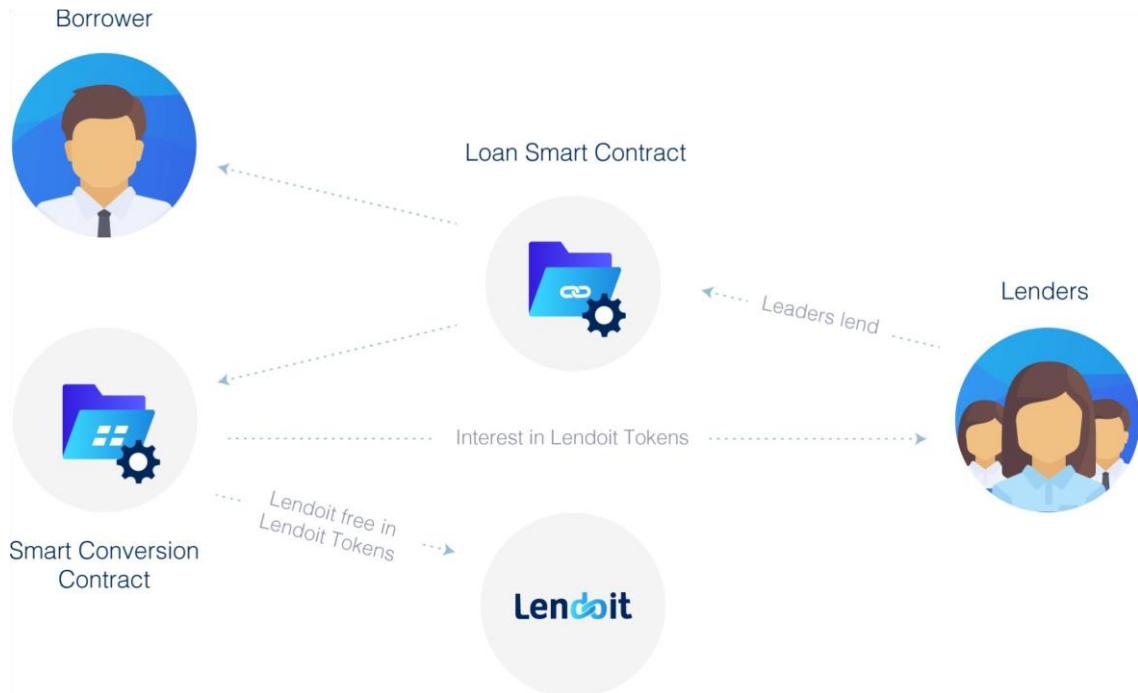 Borrower
Loan Smart Contract
Leaders lend
Lenders
Interest in Lendoit Tokens
Lendoit free in
Lendoit Tokens
Smart Conversion
Contract
Lendoit